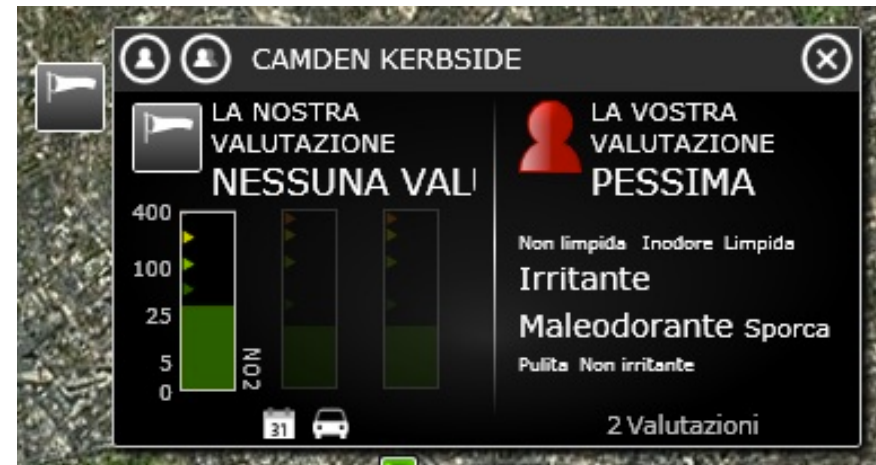 CAMDEN KERBSIDE
LA NOSTRA
VALUTAZIONE
NESSUNA VAL
400
100
25
5
0
NO2
31
LA VOSTRA
VALUTAZIONE
PESSIMA
Non limpida Inodore Limpida
Irritante
Maleodorante Sporca
Pulita Non irritante
2 Valutazioni